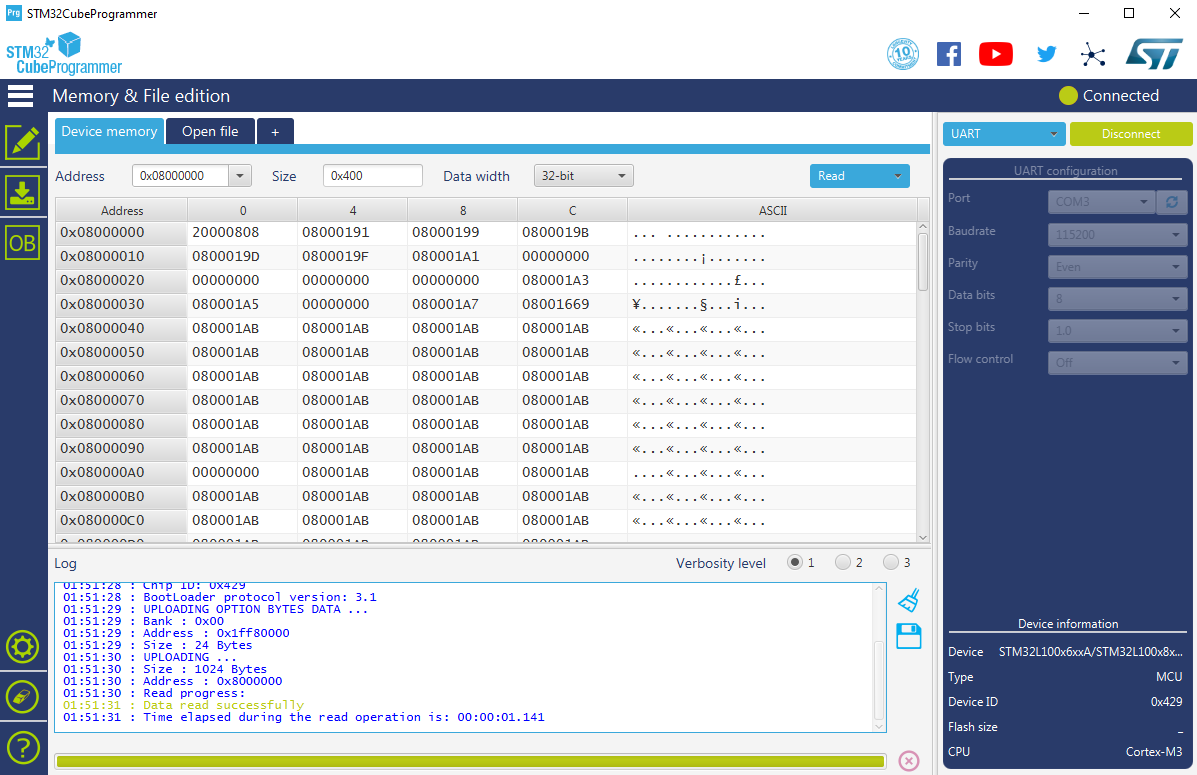 Prg STM32CubeProgrammer
STM32
CubeProgrammer
10
YEARS
Memory & File edition
Connected
Device memory
Open file
+
UART
Disconnect
Address
0x08000000
Size
0x400
Data width
32-bit
Read
UART configuration
Port
COM3
Baudrate
115200
Parity
Even
Data bits
8
Stop bits
1.0
Flow control
Off
Address 0 4 8 C ASCII
0x08000000 20000808 08000191 08000199 0800019B ... ............
0x08000010 0800019D 0800019F 080001A1 00000000 ........¡.......
0x08000020 00000000 00000000 00000000 080001A3 ............£...
0x08000030 080001A5 00000000 080001A7 08001669 ¥.......§...i...
0x08000040 080001AB 080001AB 080001AB 080001AB «...«...«...«...
0x08000050 080001AB 080001AB 080001AB 080001AB «...«...«...«...
0x08000060 080001AB 080001AB 080001AB 080001AB «...«...«...«...
0x08000070 080001AB 080001AB 080001AB 080001AB «...«...«...«...
0x08000080 080001AB 080001AB 080001AB 080001AB «...«...«...«...
0x08000090 080001AB 080001AB 080001AB 080001AB «...«...«...«...
0x080000A0 00000000 080001AB 080001AB 080001AB ....«...«...«...
0x080000B0 080001AB 080001AB 080001AB 080001AB «...«...«...«...
0x080000C0 080001AB 080001AB 080001AB 080001AB «...«...«...«...
OB
Log
Verbosity level
1
2
3
01:51:28 : Chip ID: 0x429
01:51:28 : BootLoader protocol version: 3.1
01:51:29 : UPLOADING OPTION BYTES DATA ...
01:51:29 : Bank : 0x00
01:51:29 : Address : 0x1ff80000
01:51:29 : Size : 24 Bytes
01:51:30 : UPLOADING ...
01:51:30 : Size : 1024 Bytes
01:51:30 : Address : 0x8000000
01:51:30 : Read progress:
01:51:31 : Data read successfully
01:51:31 : Time elapsed during the read operation is: 00:00:01.141
Device information
Device STM32L100x6xxA/STM32L100x8x...
Type MCU
Device ID 0x429
Flash size _
CPU Cortex-M3